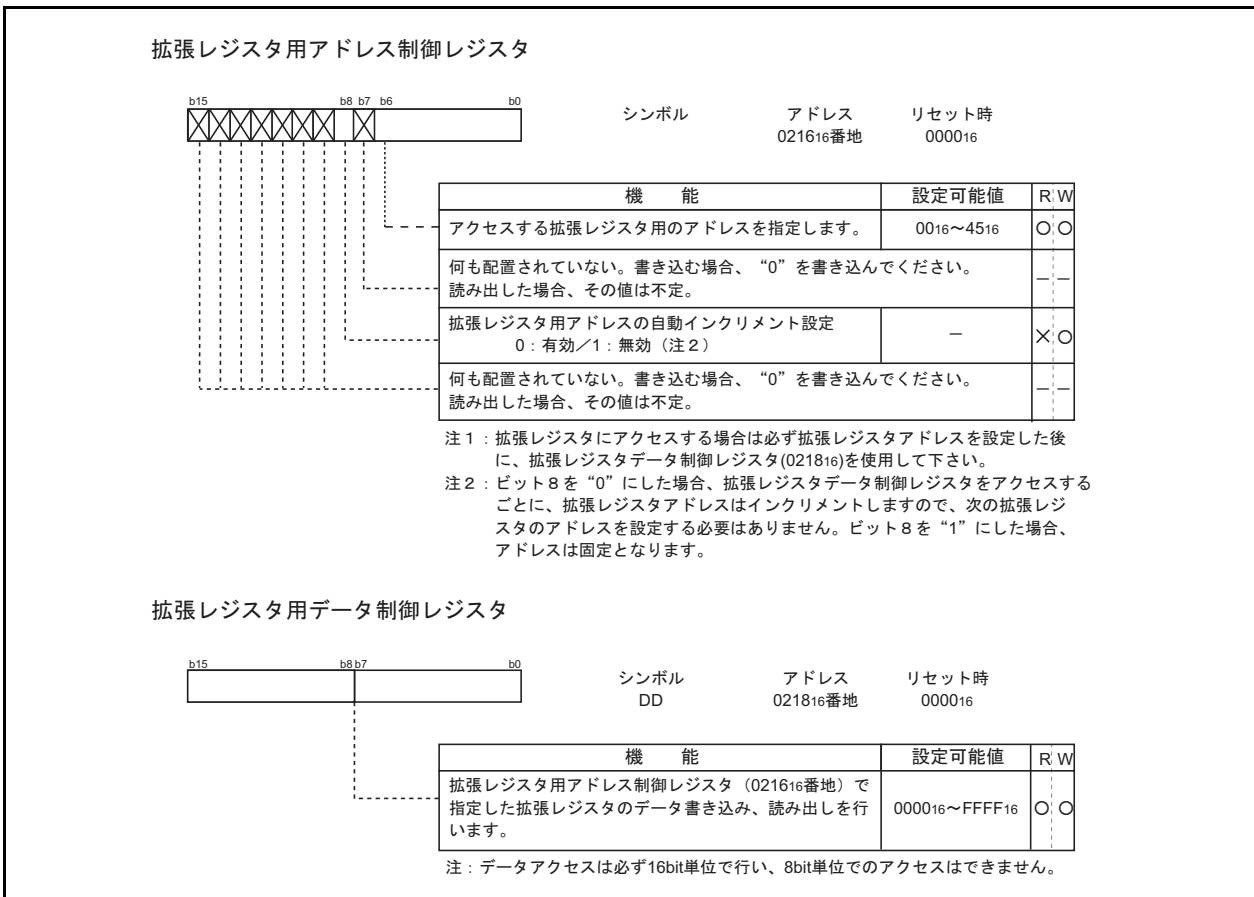 拡張レジスタ用アドレス制御レジスタ
b15 b8 b7 b6 b0
シンボル アドレス リセット時
021616番地 000016
機 能 設定可能値 R W
アクセスする拡張レジスタ用のアドレスを指定します。 0016～4516 ○ ○
何も配置されていない。書き込む場合、“0”を書き込んでください。
読み出した場合、その値は不定。 － －
拡張レジスタ用アドレスの自動インクリメント設定
0：有効／1：無効（注２） － × ○
何も配置されていない。書き込む場合、“0”を書き込んでください。
読み出した場合、その値は不定。 － －
注１：拡張レジスタにアクセスする場合は必ず拡張レジスタアドレスを設定した後
に、拡張レジスタデータ制御レジスタ(021816)を使用して下さい。
注２：ビット８を“0”にした場合、拡張レジスタデータ制御レジスタをアクセスする
ごとに、拡張レジスタアドレスはインクリメントしますので、次の拡張レジ
スタのアドレスを設定する必要はありません。ビット８を“1”にした場合、
アドレスは固定となります。
拡張レジスタ用データ制御レジスタ
b15 b8 b7 b0
シンボル アドレス リセット時
DD 021816番地 000016
機 能 設定可能値 R W
拡張レジスタ用アドレス制御レジスタ（021616番地）で
指定した拡張レジスタのデータ書き込み、読み出しを行 000016～FFFF16 ○ ○
います。
注：データアクセスは必ず16bit単位で行い、8bit単位でのアクセスはできません。